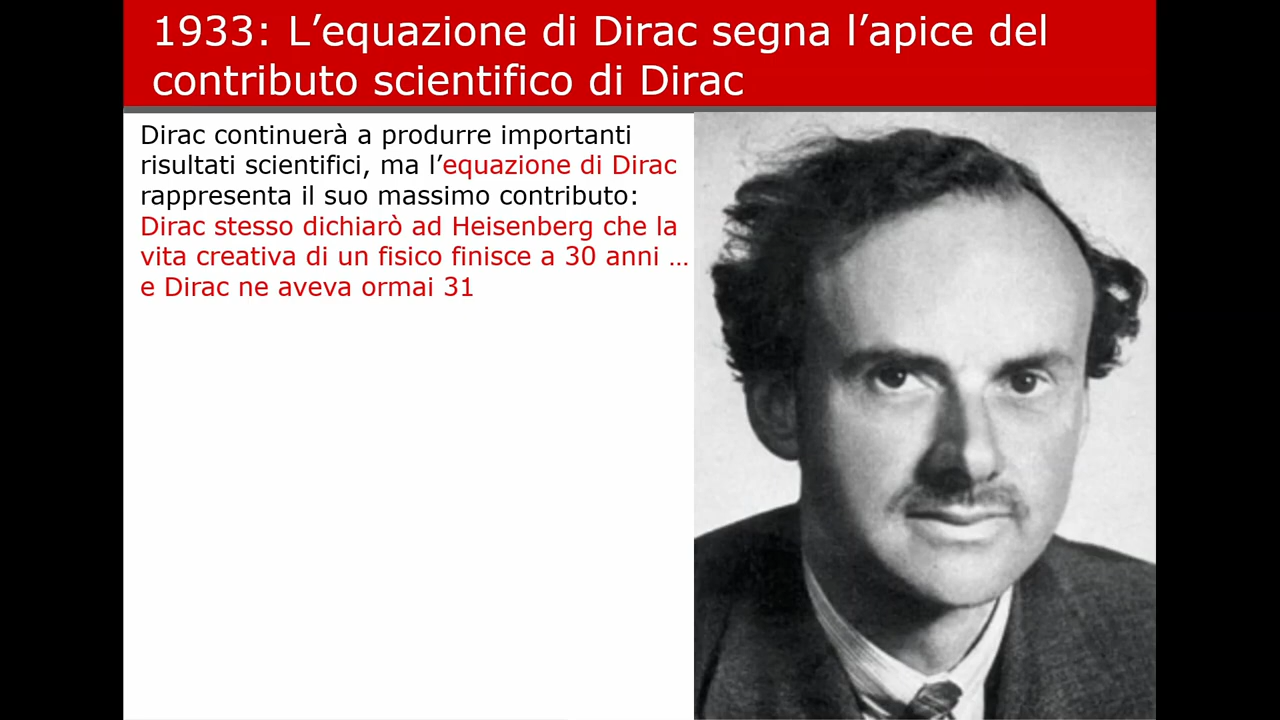 1933: L’equazione di Dirac segna l’apice del
contributo scientifico di Dirac
Dirac continuerà a produrre importanti
risultati scientifici, ma l’equazione di Dirac
rappresenta il suo massimo contributo:
Dirac stesso dichiarò ad Heisenberg che la
vita creativa di un fisico finisce a 30 anni …
e Dirac ne aveva ormai 31